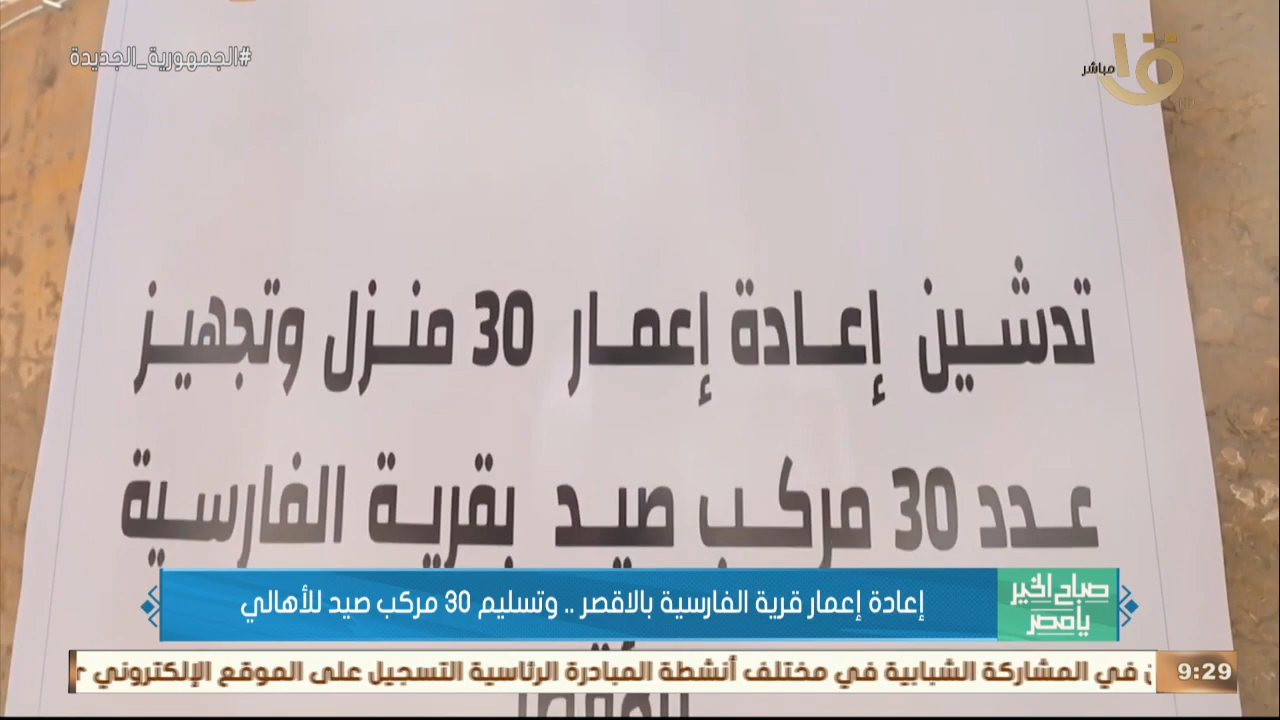 #الجمهورية_الجديدة
مباشر
تدشين إعادة إعمار 30 منزل وتجهيز
عدد 30 مركب صيد بقرية الفارسية
صباح الخير
يا مصر
إعادة إعمار قرية الفارسية بالاقصر .. وتسليم 30 مركب صيد للأهالي
9:29
في المشاركة الشبابية في مختلف أنشطة المبادرة الرئاسية التسجيل على الموقع الإلكتروني